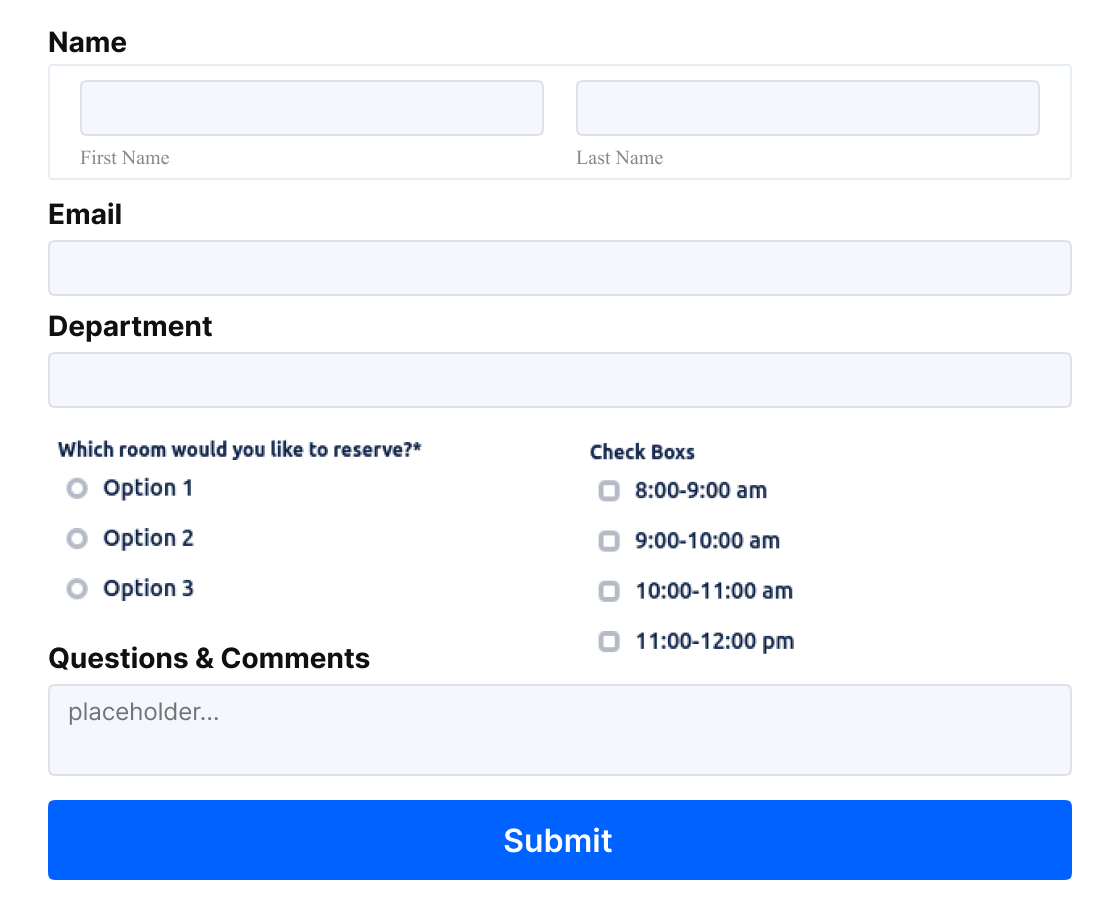 Name
First Name
Last Name
Email
Department
Which room would you like to reserve?*
Option 1
Option 2
Option 3
Check Boxs
8:00-9:00 am
9:00-10:00 am
10:00-11:00 am
11:00-12:00 pm
Questions & Comments
placeholder...
Submit